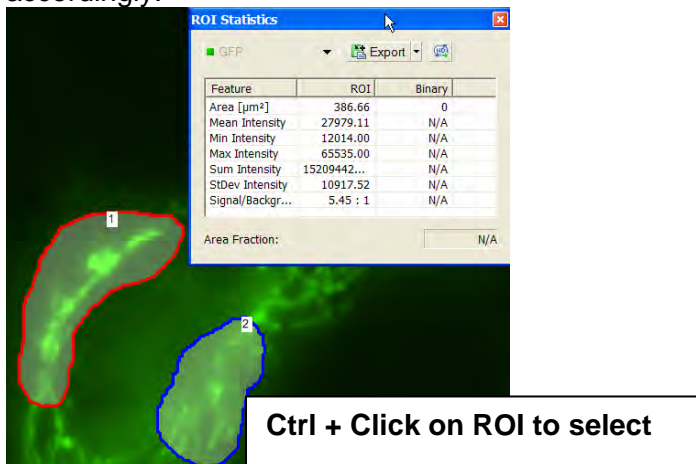 accordingly.
ROI Statistics
GFP Export
Feature ROI Binary
Area [µm²] 386.66 0
Mean Intensity 27979.11 N/A
Min Intensity 12014.00 N/A
Max Intensity 65535.00 N/A
Sum Intensity 15209442... N/A
StDev Intensity 10917.52 N/A
Signal/Backgr... 5.45 : 1 N/A
Area Fraction: N/A
1
2
Ctrl + Click on ROI to select